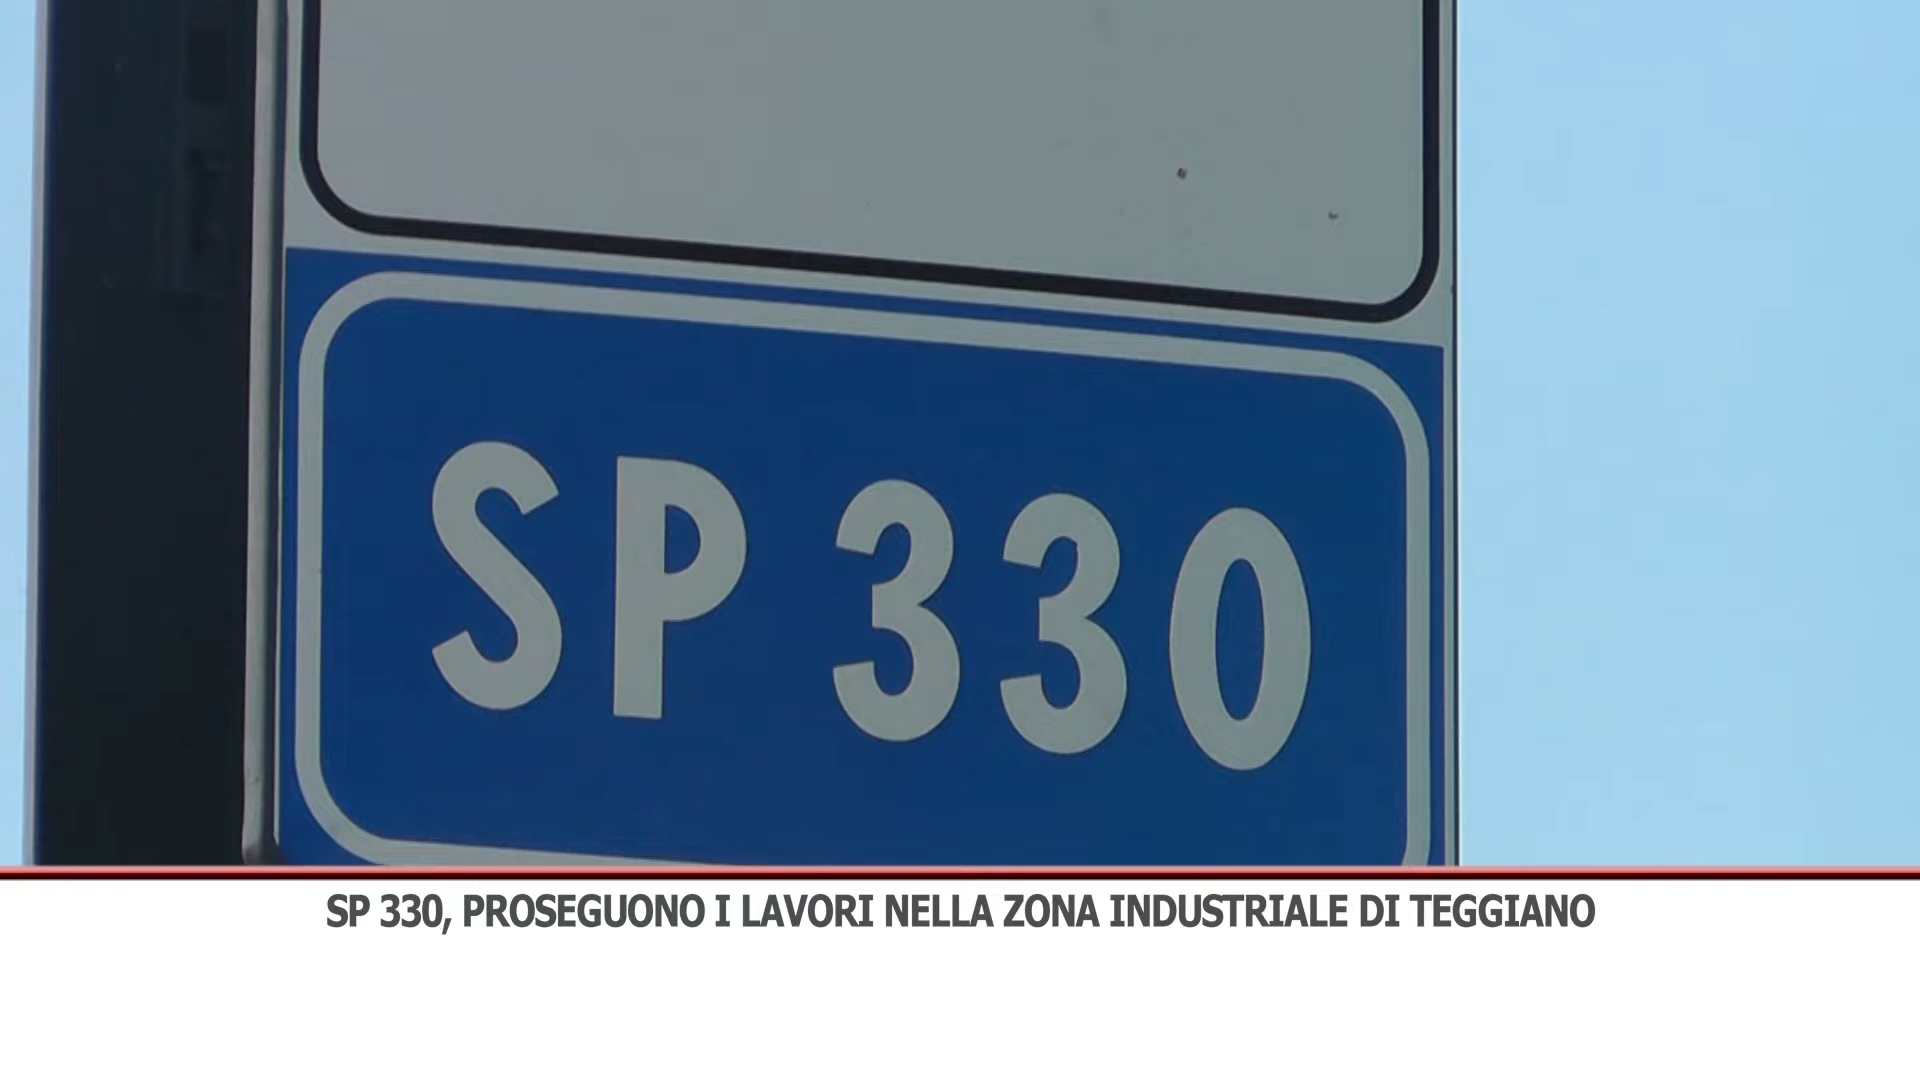 SP 330
SP 330, PROSEGUONO I LAVORI NELLA ZONA INDUSTRIALE DI TEGGIANO